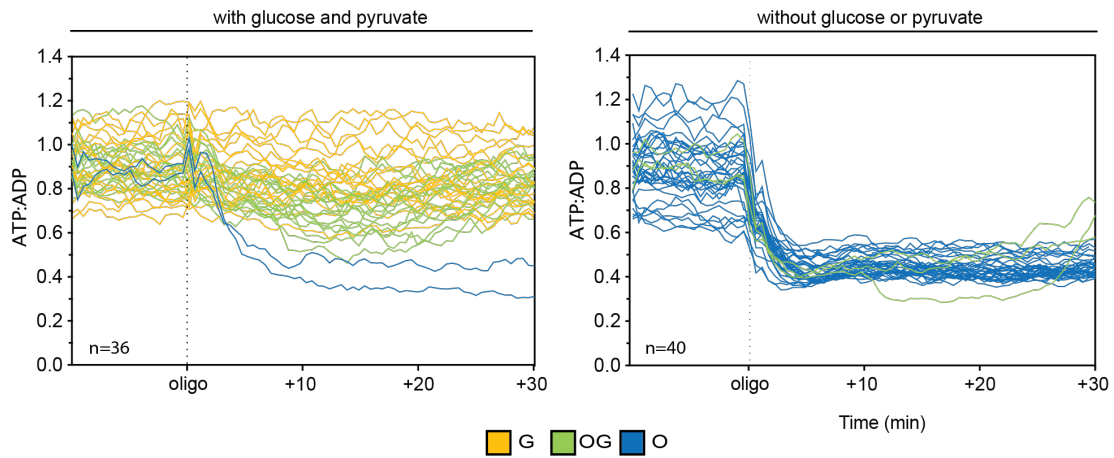 with glucose and pyruvate
without glucose or pyruvate
ATP:ADP
1.4
1.2
1.0
0.8
0.6
0.4
0.2
0.0
n=36
oligo
+10
+20
+30
ATP:ADP
1.4
1.2
1.0
0.8
0.6
0.4
0.2
0.0
n=40
oligo
+10
+20
+30
Time (min)
G OG O